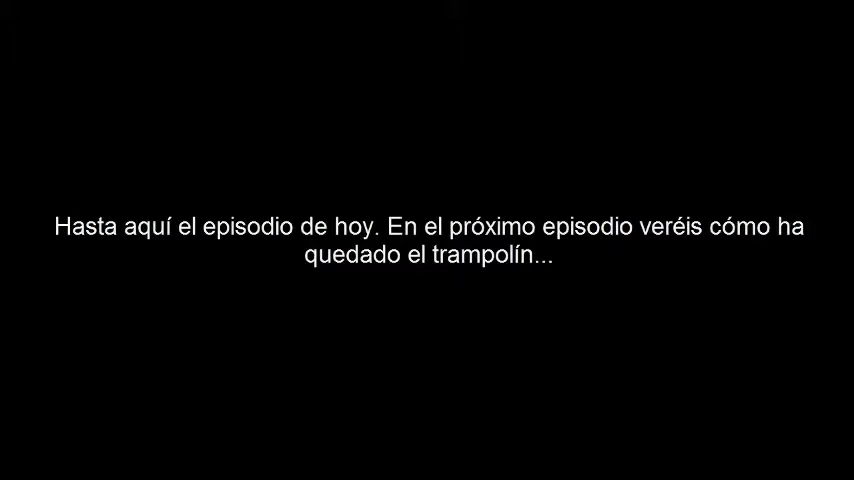 Hasta aquí el episodio de hoy. En el próximo episodio veréis cómo ha
quedado el trampolín...